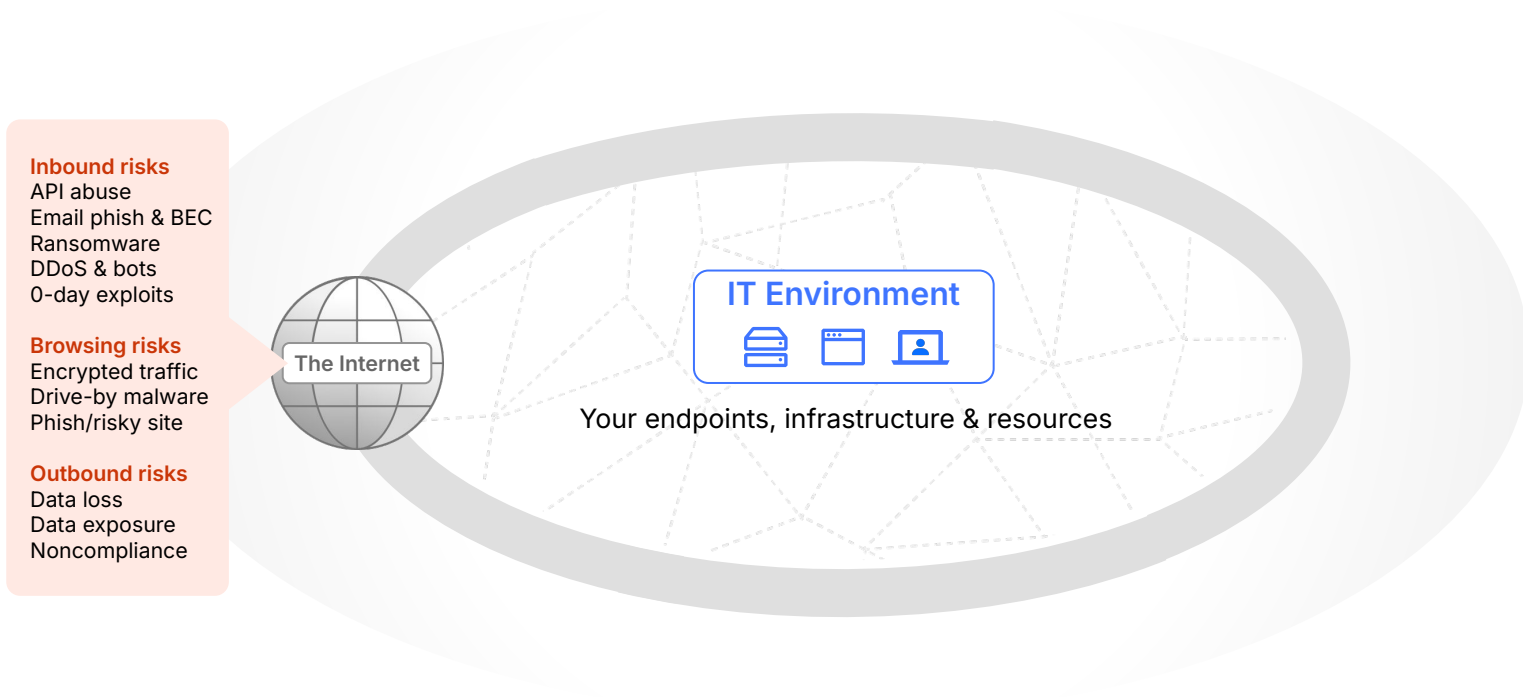 Inbound risks
API abuse
Email phish & BEC
Ransomware
DDoS & bots
0-day exploits
Browsing risks
Encrypted traffic
Drive-by malware
Phish/risky site
Outbound risks
Data loss
Data exposure
Noncompliance
The Internet
IT Environment
Your endpoints, infrastructure & resources